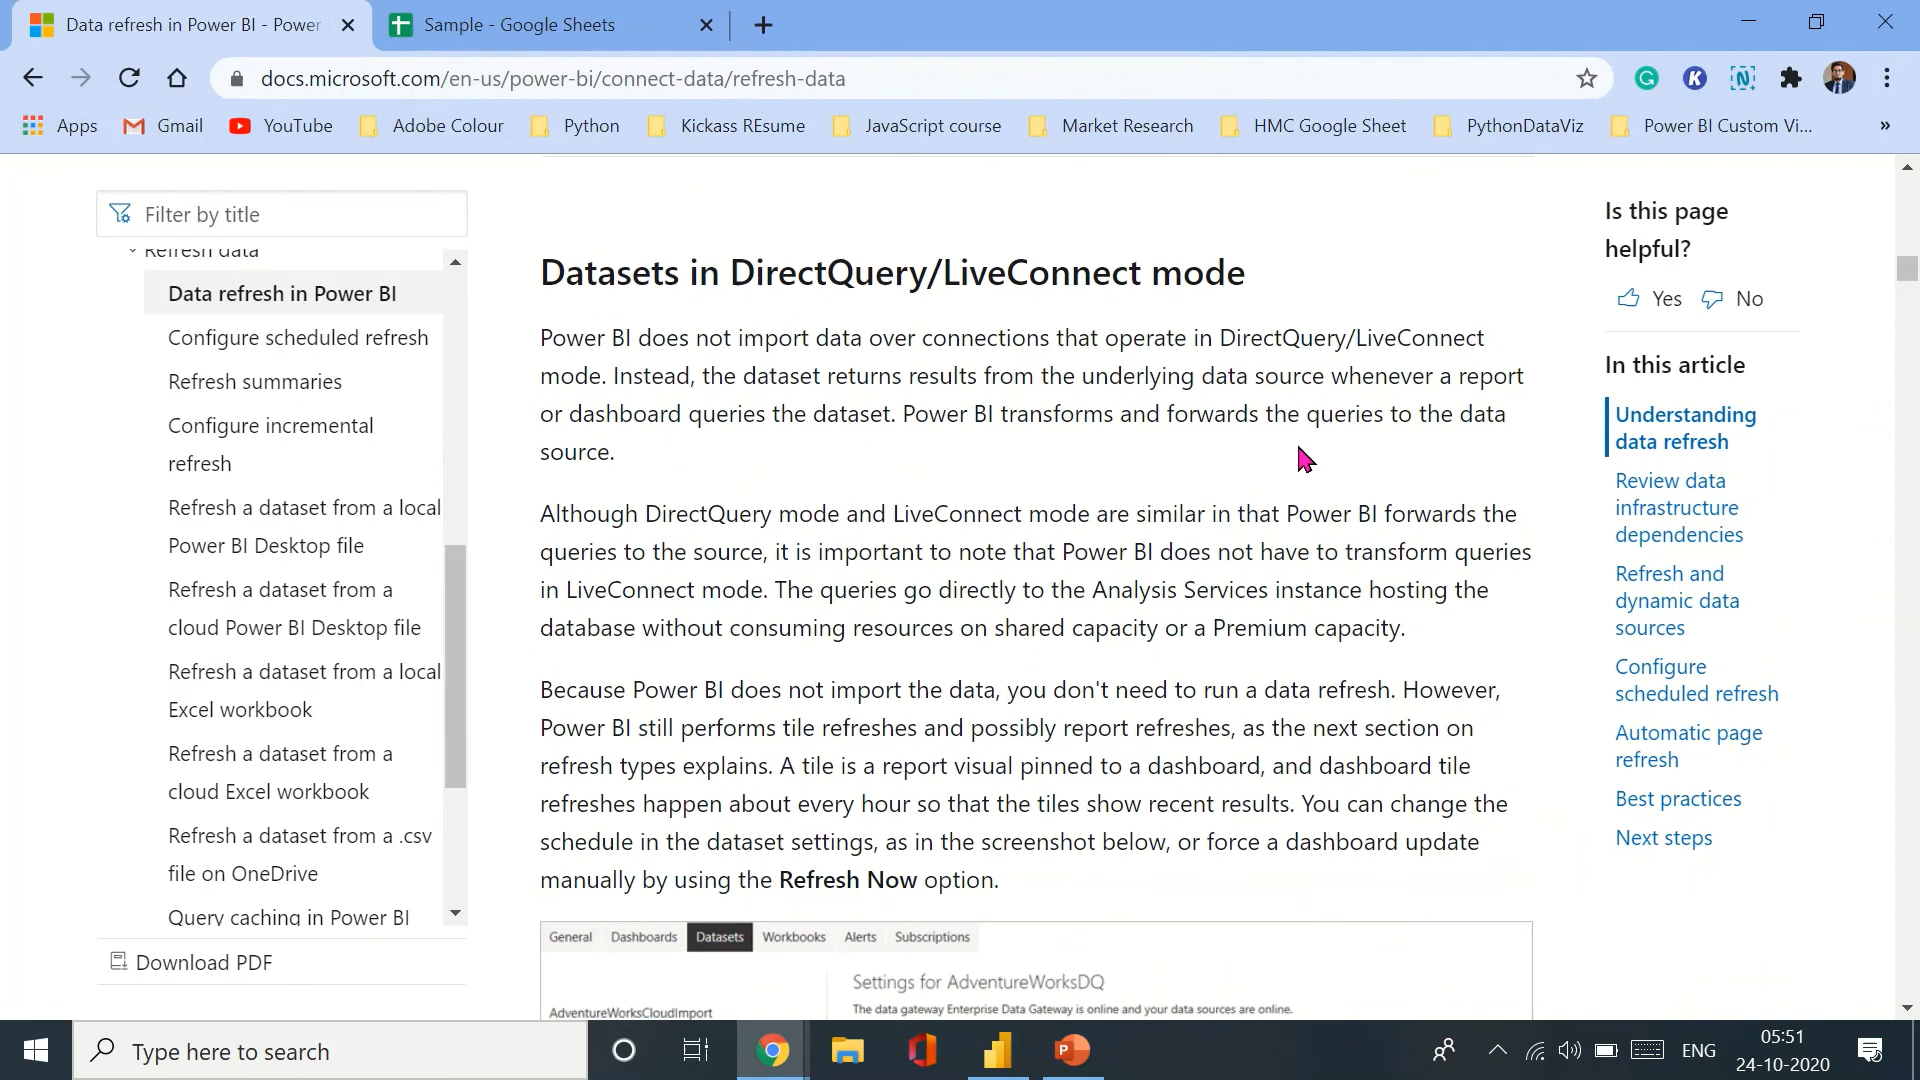 Data refresh in Power BI - Power
Sample - Google Sheets
docs.microsoft.com/en-us/power-bi/connect-data/refresh-data
Apps
Gmail
YouTube
Adobe Colour
Python
Kickass REsume
JavaScript course
Market Research
HMC Google Sheet
PythonDataViz
Power BI Custom Vi...
»
Filter by title
Refresh data
Data refresh in Power BI
Configure scheduled refresh
Refresh summaries
Configure incremental
refresh
Refresh a dataset from a local
Power BI Desktop file
Refresh a dataset from a
cloud Power BI Desktop file
Refresh a dataset from a local
Excel workbook
Refresh a dataset from a
cloud Excel workbook
Refresh a dataset from a .csv
file on OneDrive
Query caching in Power BI
Download PDF
Datasets in DirectQuery/LiveConnect mode
Power BI does not import data over connections that operate in DirectQuery/LiveConnect
mode. Instead, the dataset returns results from the underlying data source whenever a report
or dashboard queries the dataset. Power BI transforms and forwards the queries to the data
source.
Although DirectQuery mode and LiveConnect mode are similar in that Power BI forwards the
queries to the source, it is important to note that Power BI does not have to transform queries
in LiveConnect mode. The queries go directly to the Analysis Services instance hosting the
database without consuming resources on shared capacity or a Premium capacity.
Because Power BI does not import the data, you don't need to run a data refresh. However,
Power BI still performs tile refreshes and possibly report refreshes, as the next section on
refresh types explains. A tile is a report visual pinned to a dashboard, and dashboard tile
refreshes happen about every hour so that the tiles show recent results. You can change the
schedule in the dataset settings, as in the screenshot below, or force a dashboard update
manually by using the Refresh Now option.
General Dashboards Datasets Workbooks Alerts Subscriptions
Settings for AdventureWorksDQ
The data gateway Enterprise Data Gateway is online and your data sources are online.
AdventureWorksCloudImport
Is this page
helpful?
Yes No
In this article
Understanding
data refresh
Review data
infrastructure
dependencies
Refresh and
dynamic data
sources
Configure
scheduled refresh
Automatic page
refresh
Best practices
Next steps
Type here to search
ENG
05:51
24-10-2020